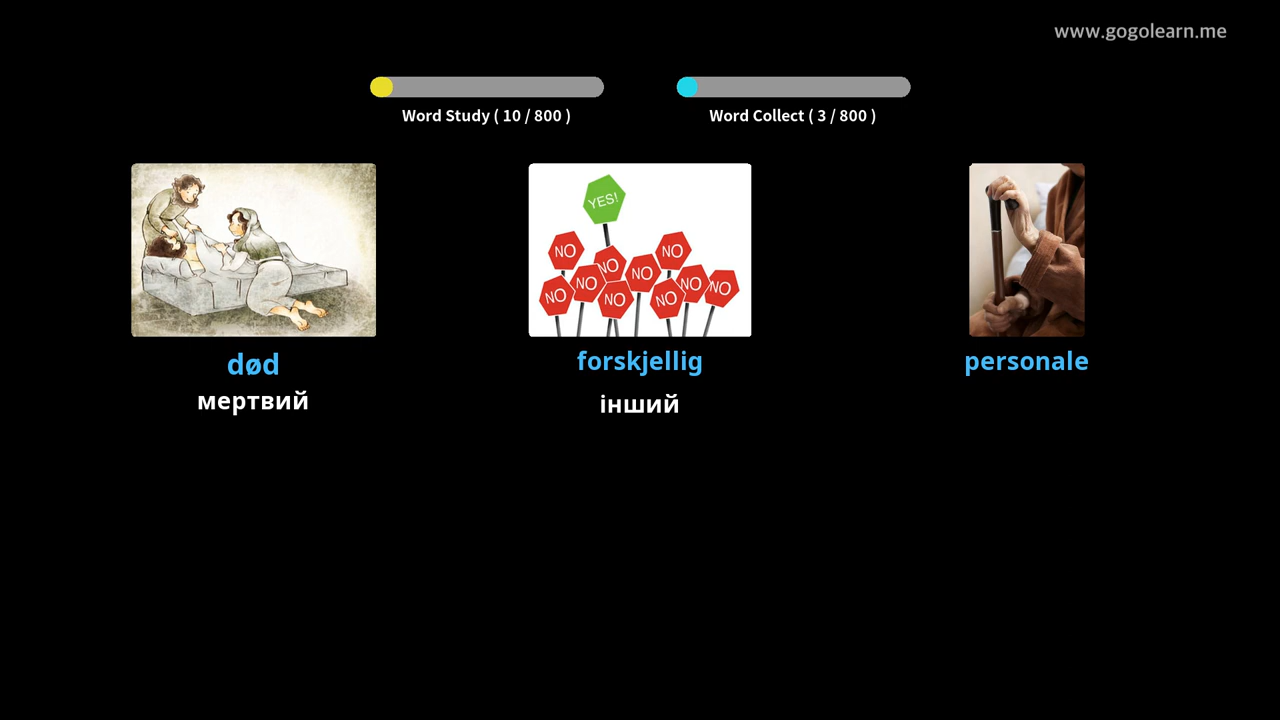 www.gogolearn.me
Word Study ( 10 / 800 )
Word Collect ( 3 / 800 )
YES!
NO
NO
NO
NO
NO
NO
NO
NO
NO
NO
død
forskjellig
personale
мертвий
інший